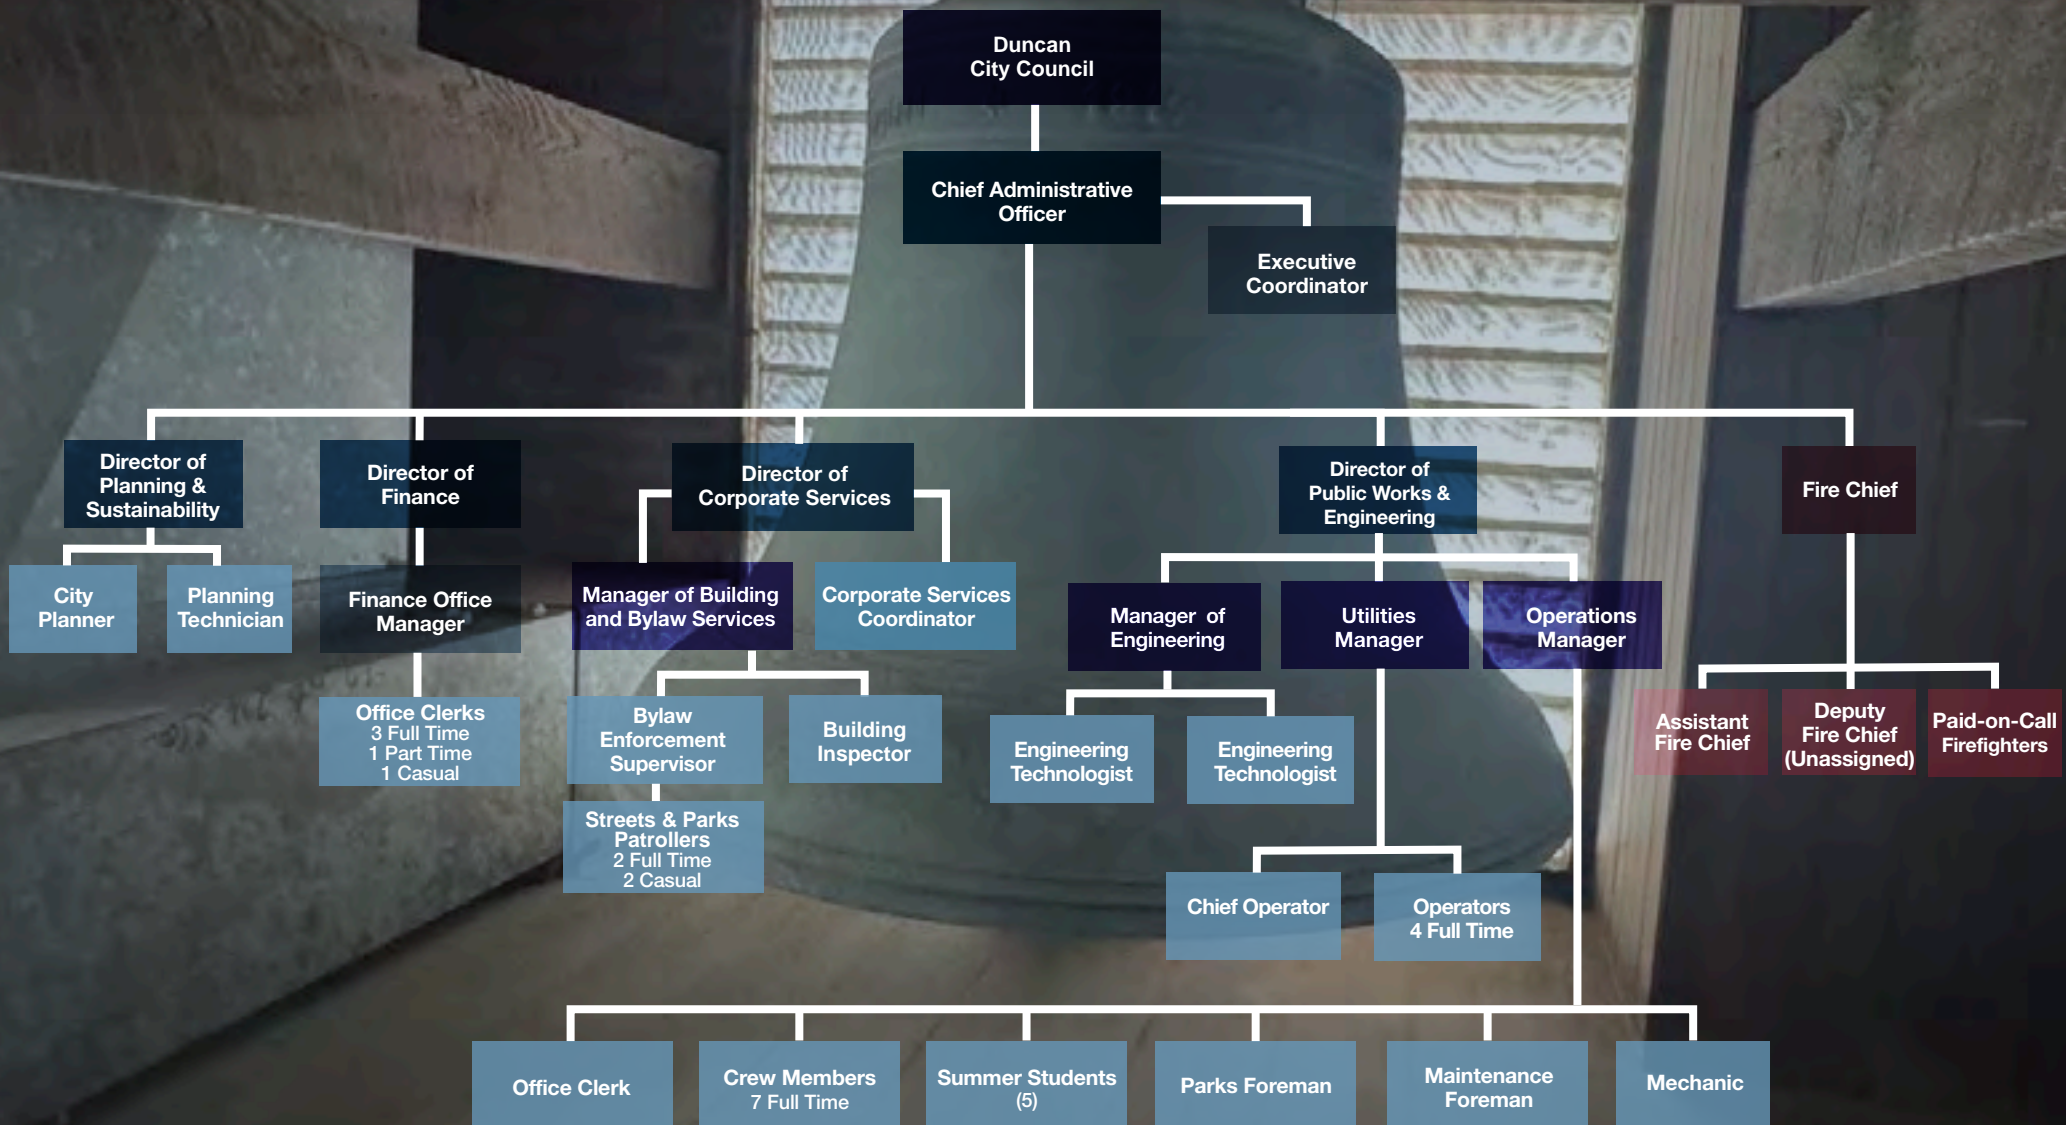 Duncan
City Council
Chief Administrative
Officer
Executive
Coordinator
Director of
Planning &
Sustainability
Director of
Finance
Director of
Corporate Services
Director of
Public Works &
Engineering
Fire Chief
City
Planner
Planning
Technician
Finance Office
Manager
Manager of Building
and Bylaw Services
Corporate Services
Coordinator
Manager of
Engineering
Utilities
Manager
Operations
Manager
Office Clerks
3 Full Time
1 Part Time
1 Casual
Bylaw
Enforcement
Supervisor
Building
Inspector
Engineering
Technologist
Engineering
Technologist
Assistant
Fire Chief
Deputy
Fire Chief
(Unassigned)
Paid-on-Call
Firefighters
Streets & Parks
Patrollers
2 Full Time
2 Casual
Chief Operator
Operators
4 Full Time
Office Clerk
Crew Members
7 Full Time
Summer Students
(5)
Parks Foreman
Maintenance
Foreman
Mechanic